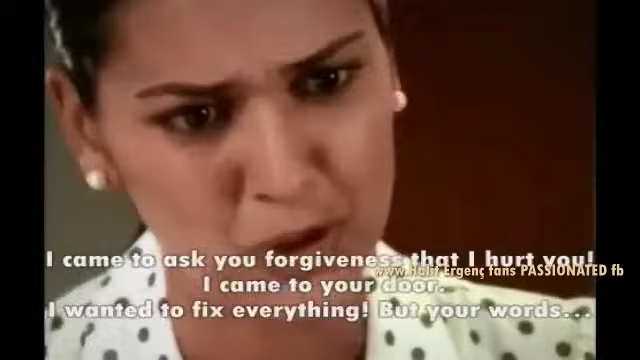 I came to ask you forgiveness that I hurt you!
www.Halit Ergenç fans PASSIONATED fb
I came to your door.
I wanted to fix everything! But your words...